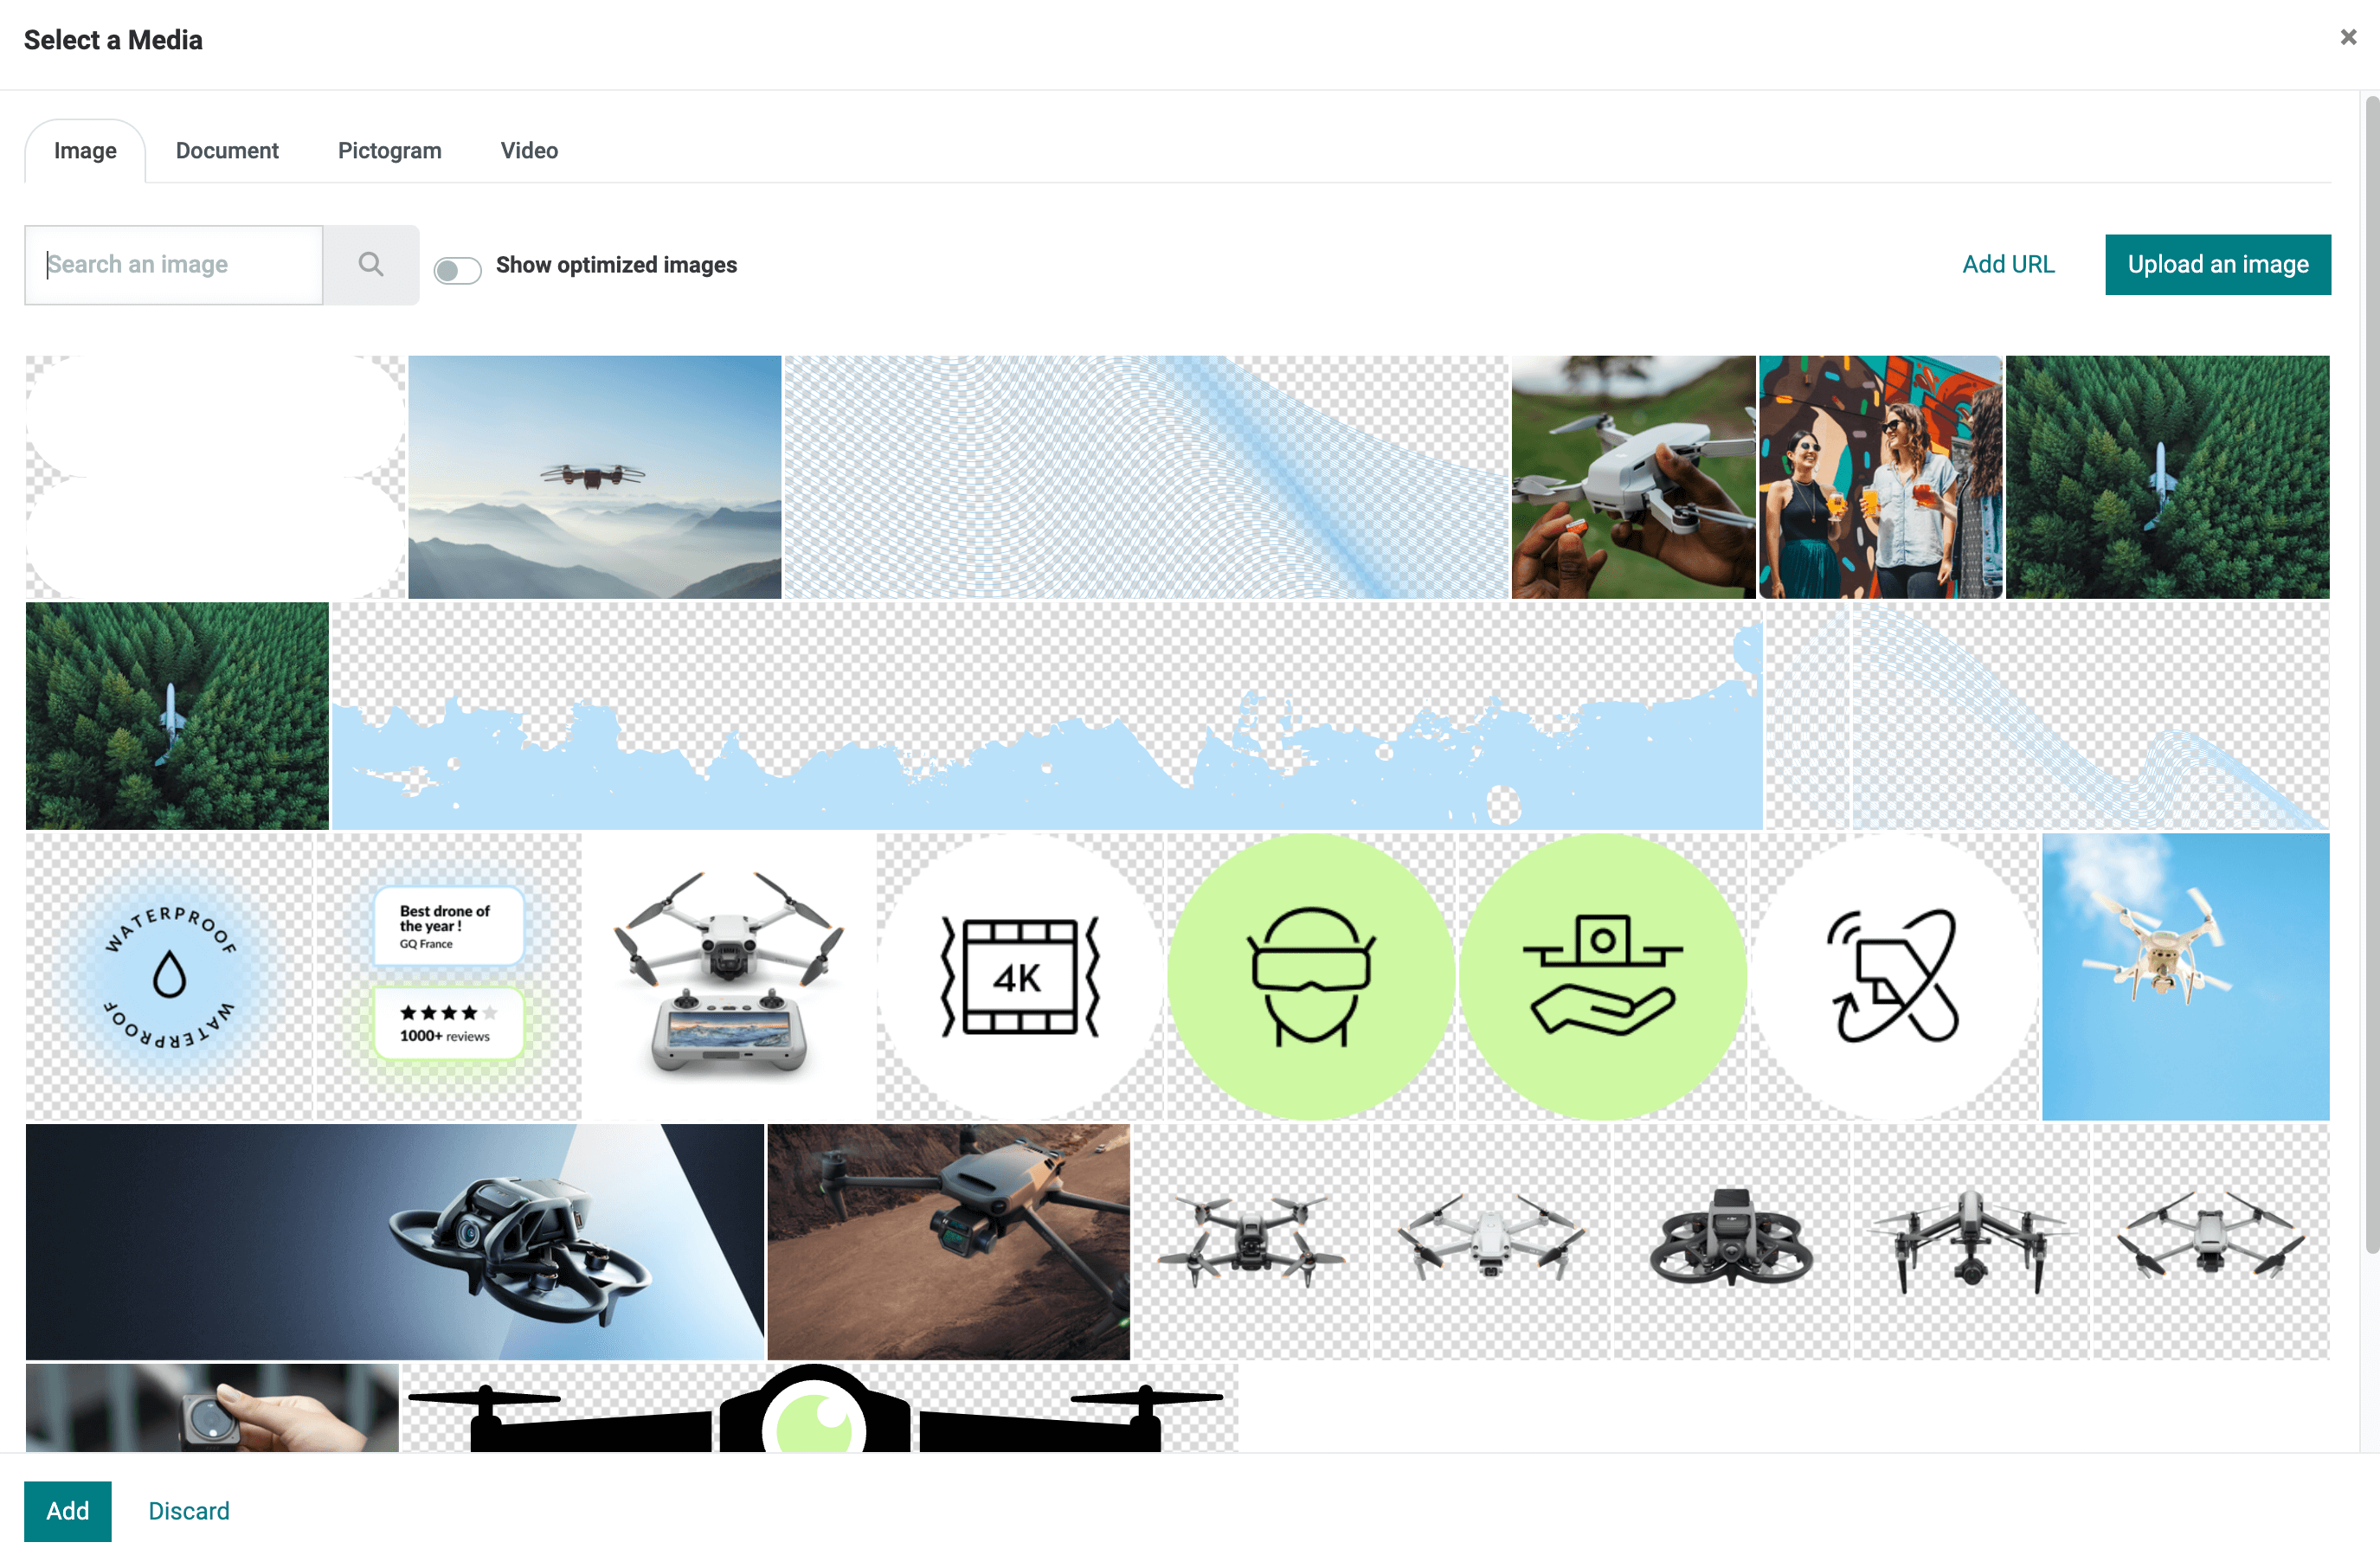 Select a Media
Image
Document
Pictogram
Video
Search an image
Show optimized images
Add URL
Upload an image
WATERPROOF
WATERPROOF
Best drone of
the year !
GQ France
1000+ reviews
4K
Add
Discard